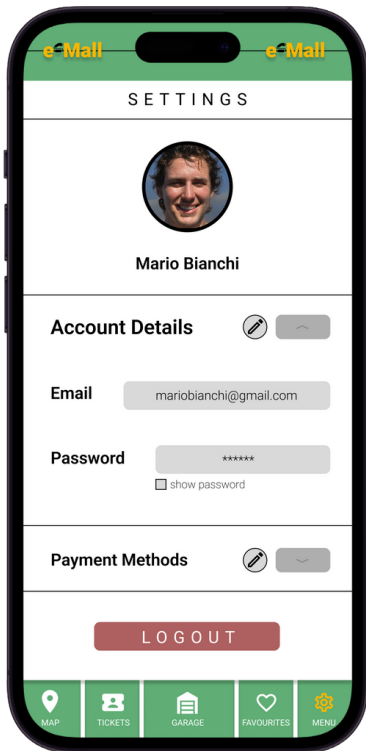 e-Mall e-Mall
SETTINGS
Mario Bianchi
Account Details
Email mariobianchi@gmail.com
Password ******
show password
Payment Methods
LOGOUT
MAP TICKETS GARAGE FAVOURITES MENU